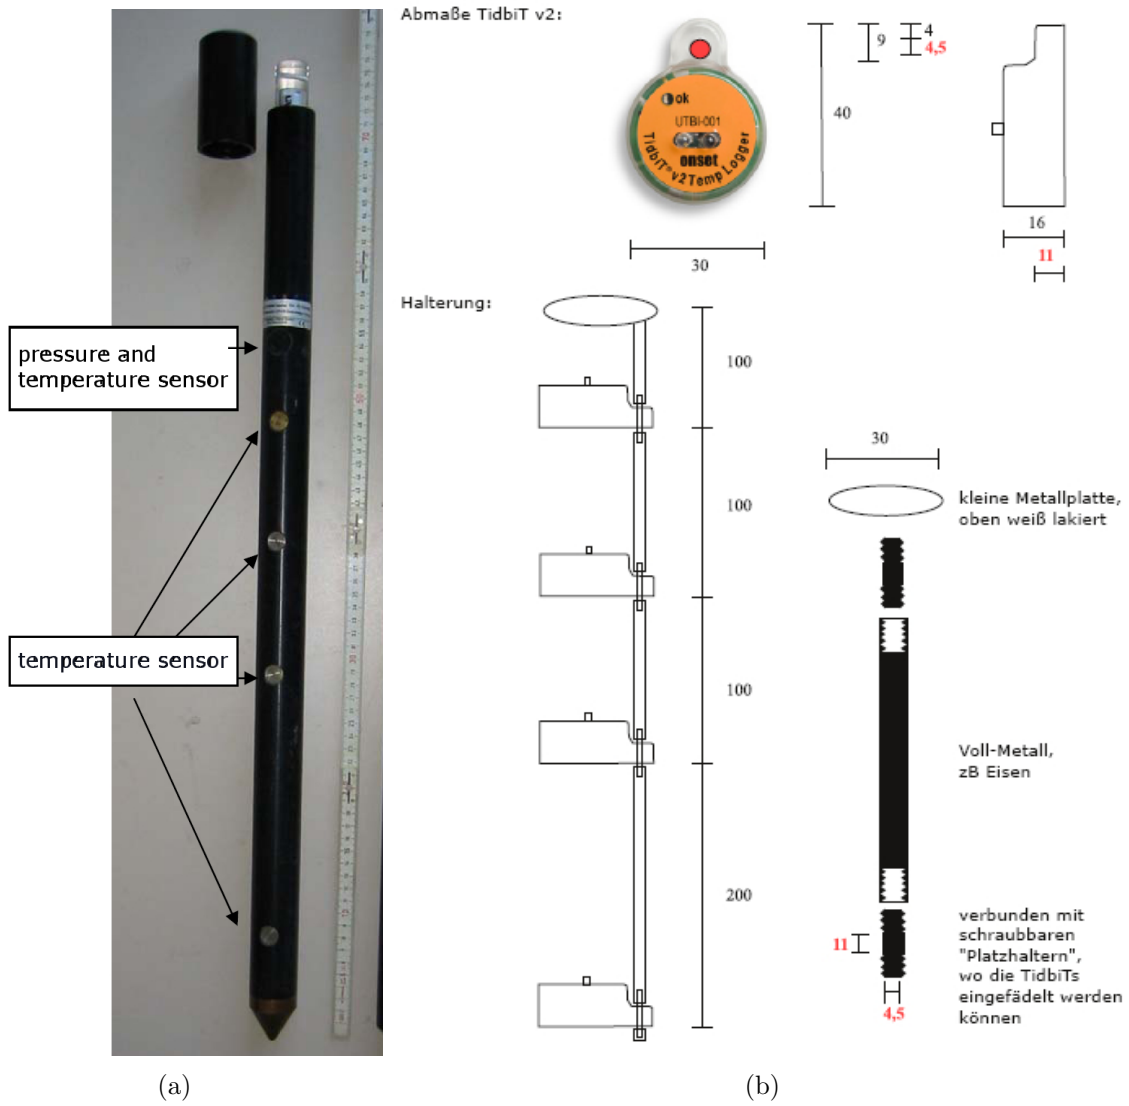 pressure and
temperature sensor
temperature sensor
(a)
Abmaße TidbiT v2:
ok
UTBI-001
onset
TidbiT® v2 Temp Logger
30
40
9
4
4,5
16
11
Halterung:
100
100
100
200
30
kleine Metallplatte,
oben weiß lakiert
Voll-Metall,
zB Eisen
11
4,5
verbunden mit
schraubbaren
"Platzhaltern",
wo die TidbiTs
eingefädelt werden
können
(b)